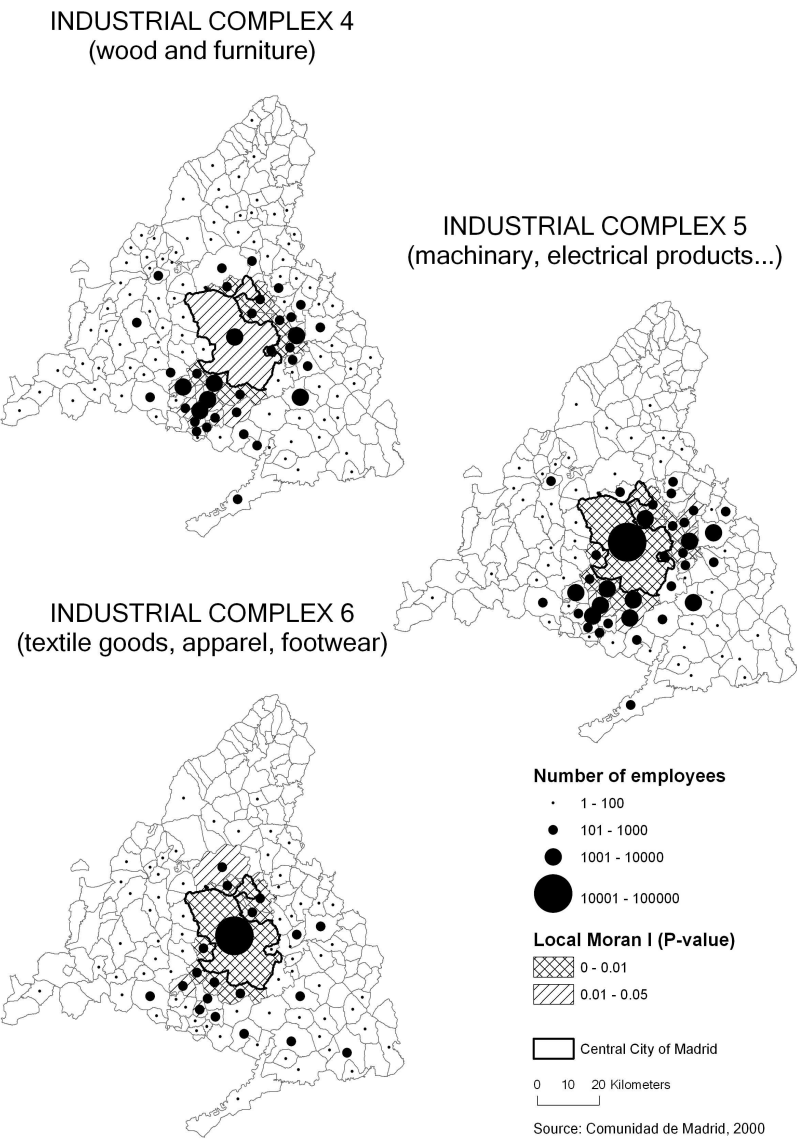 INDUSTRIAL COMPLEX 4
(wood and furniture)
INDUSTRIAL COMPLEX 5
(machinary, electrical products...)
INDUSTRIAL COMPLEX 6
(textile goods, apparel, footwear)
Number of employees
1 - 100
101 - 1000
1001 - 10000
10001 - 100000
Local Moran I (P-value)
0 - 0.01
0.01 - 0.05
Central City of Madrid
0 10 20 Kilometers
Source: Comunidad de Madrid, 2000